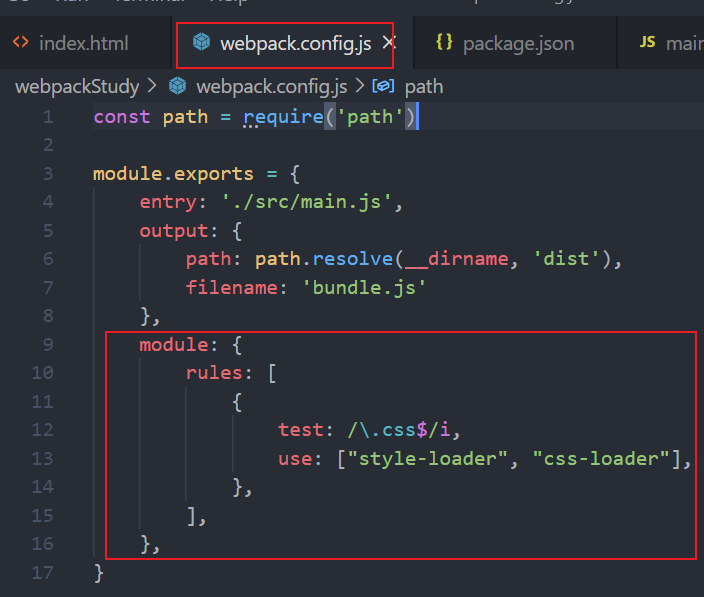 index.html webpack.config.js × {} package.json JS main
webpackStudy > webpack.config.js > path
1 const path = require('path')
2
3 module.exports = {
4 entry: './src/main.js',
5 output: {
6 path: path.resolve(__dirname, 'dist'),
7 filename: 'bundle.js'
8 },
9 module: {
10 rules: [
11 {
12 test: /\.css$/i,
13 use: ["style-loader", "css-loader"],
14 },
15 ],
16 },
17 }